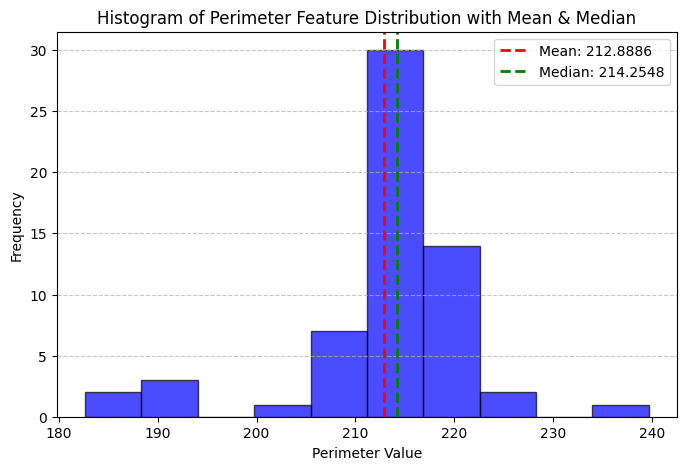 Histogram of Perimeter Feature Distribution with Mean & Median
Mean: 212.8886
Median: 214.2548
30
25
20
15
10
5
0
Frequency
180
190
200
210
220
230
240
Perimeter Value